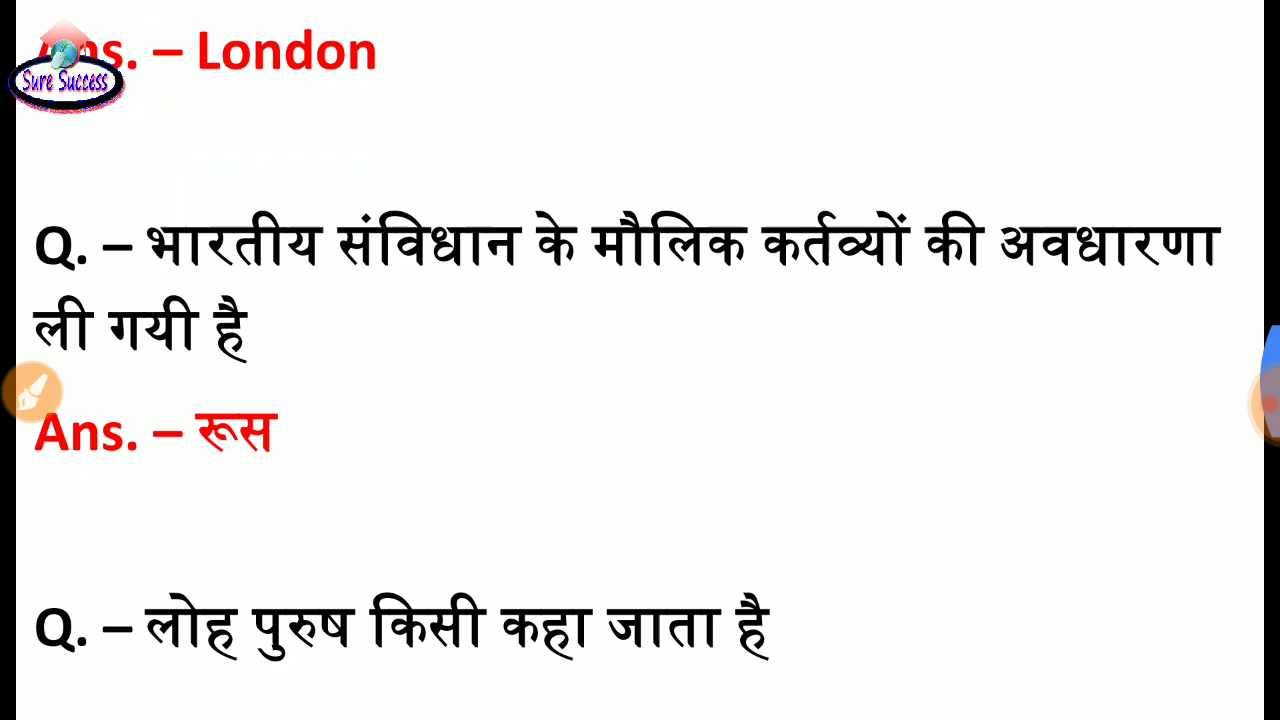 Ans. – London
Sure Success
Q. – भारतीय संविधान के मौलिक कर्तव्यों की अवधारणा
ली गयी है
Ans. – रूस
Q. – लोह पुरुष किसी कहा जाता है